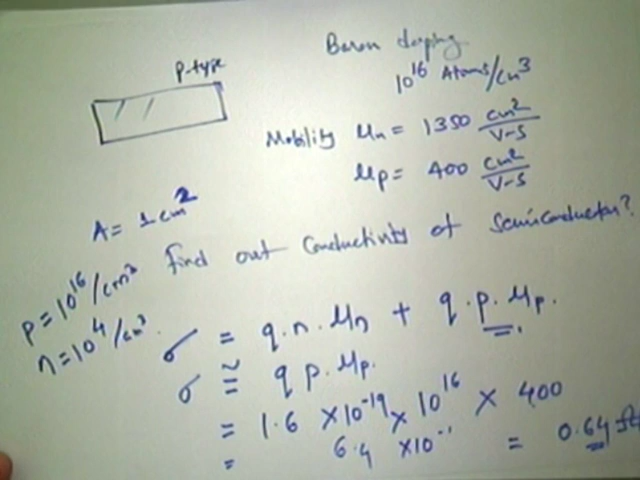 Boron doping
P-type
10^16 Atoms/cm^3
Mobility μn = 1350 cm^2/V-S
μp = 400 cm^2/V-S
A = 1 cm^2
Find out Conductivity of Semiconductor?
P = 10^16/cm^3
n = 10^4/cm^3.
σ = q.n.μn + q.p.μp.
σ ≅ q p.μp.
= 1.6 × 10^-19 × 10^16 × 400
= 6.4 × 10^-1 = 0.64